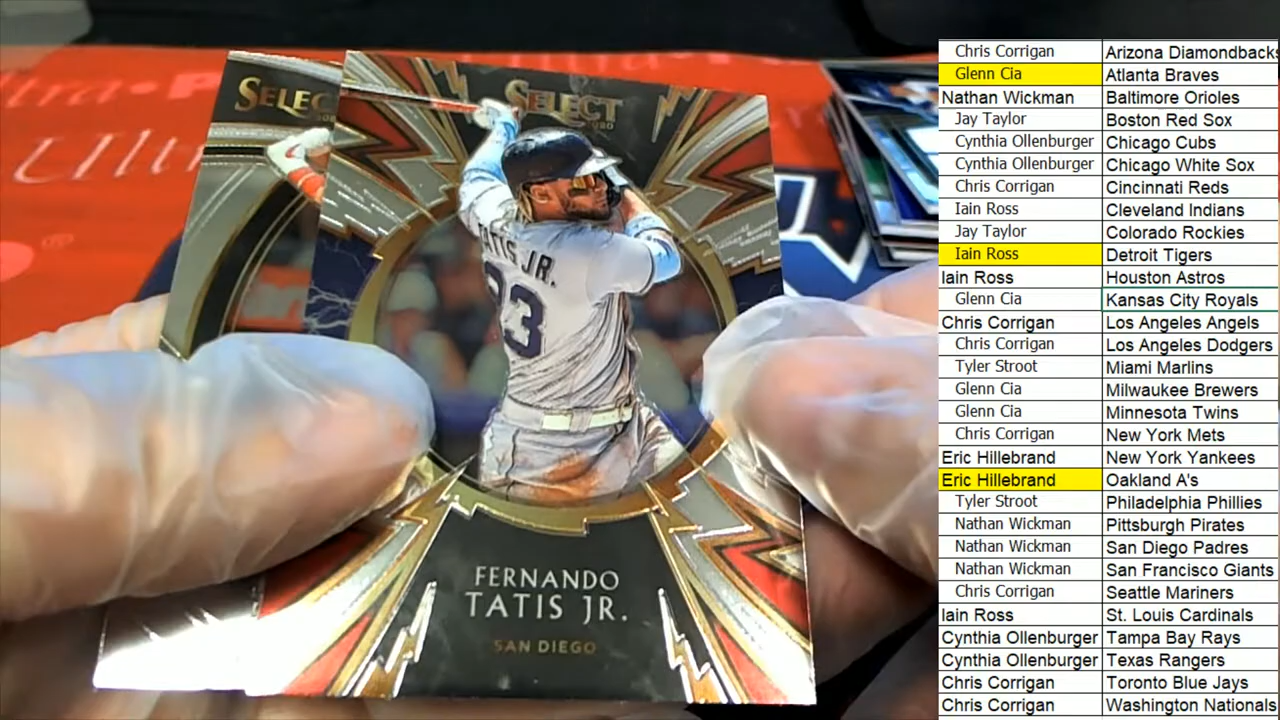 SELEC
SELECT
TATIS JR.
23
FERNANDO
TATIS JR.
SAN DIEGO
Chris Corrigan Arizona Diamondbacks
Glenn Cia Atlanta Braves
Nathan Wickman Baltimore Orioles
Jay Taylor Boston Red Sox
Cynthia Ollenburger Chicago Cubs
Cynthia Ollenburger Chicago White Sox
Chris Corrigan Cincinnati Reds
Iain Ross Cleveland Indians
Jay Taylor Colorado Rockies
Iain Ross Detroit Tigers
Iain Ross Houston Astros
Glenn Cia Kansas City Royals
Chris Corrigan Los Angeles Angels
Chris Corrigan Los Angeles Dodgers
Tyler Stroot Miami Marlins
Glenn Cia Milwaukee Brewers
Glenn Cia Minnesota Twins
Chris Corrigan New York Mets
Eric Hillebrand New York Yankees
Eric Hillebrand Oakland A's
Tyler Stroot Philadelphia Phillies
Nathan Wickman Pittsburgh Pirates
Nathan Wickman San Diego Padres
Nathan Wickman San Francisco Giants
Chris Corrigan Seattle Mariners
Iain Ross St. Louis Cardinals
Cynthia Ollenburger Tampa Bay Rays
Cynthia Ollenburger Texas Rangers
Chris Corrigan Toronto Blue Jays
Chris Corrigan Washington Nationals